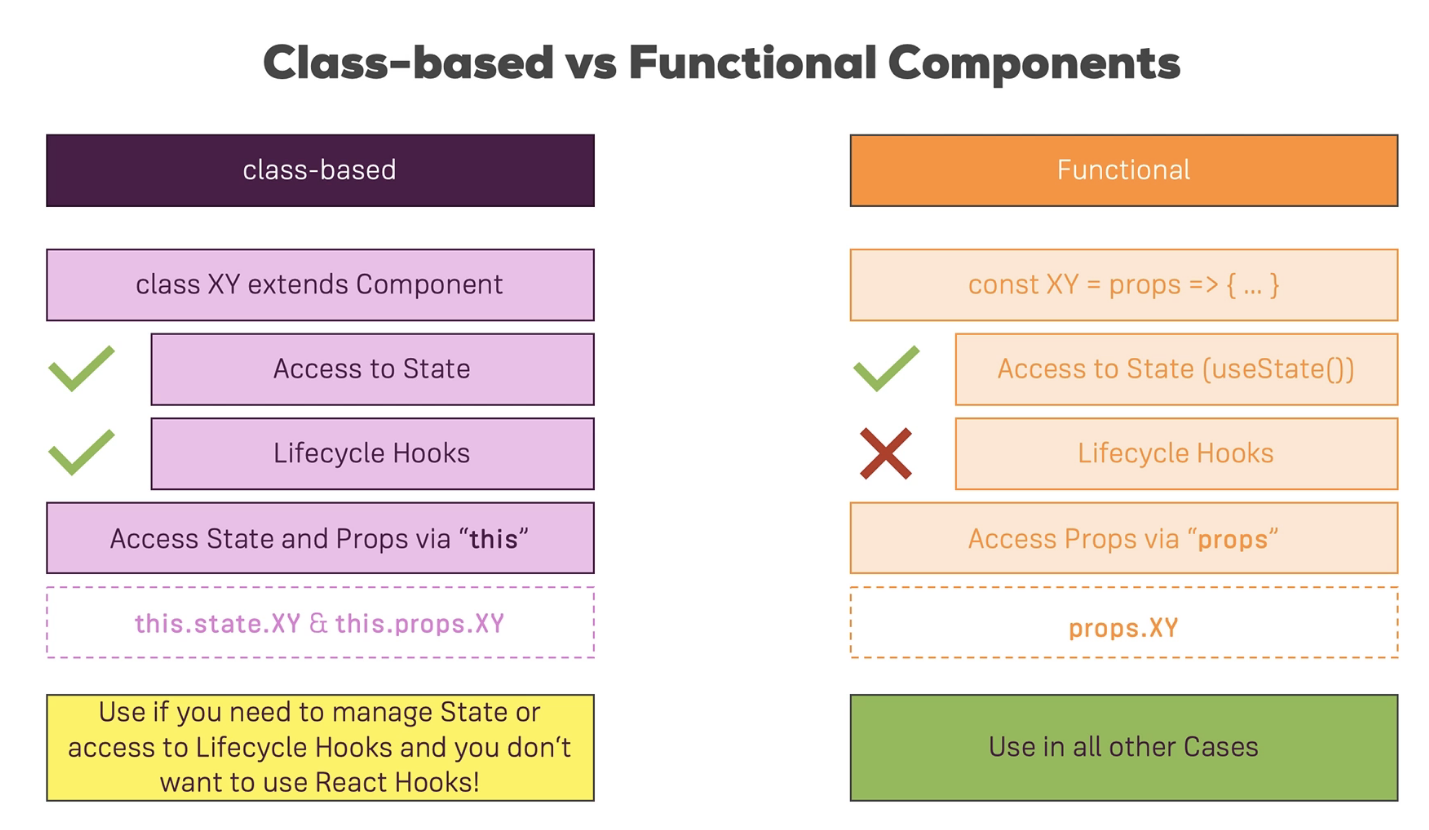 Class-based vs Functional Components
class-based
class XY extends Component
Access to State
Lifecycle Hooks
Access State and Props via “this”
this.state.XY & this.props.XY
Use if you need to manage State or
access to Lifecycle Hooks and you don‘t
want to use React Hooks!
Functional
const XY = props => { … }
Access to State (useState())
Lifecycle Hooks
Access Props via “props”
props.XY
Use in all other Cases